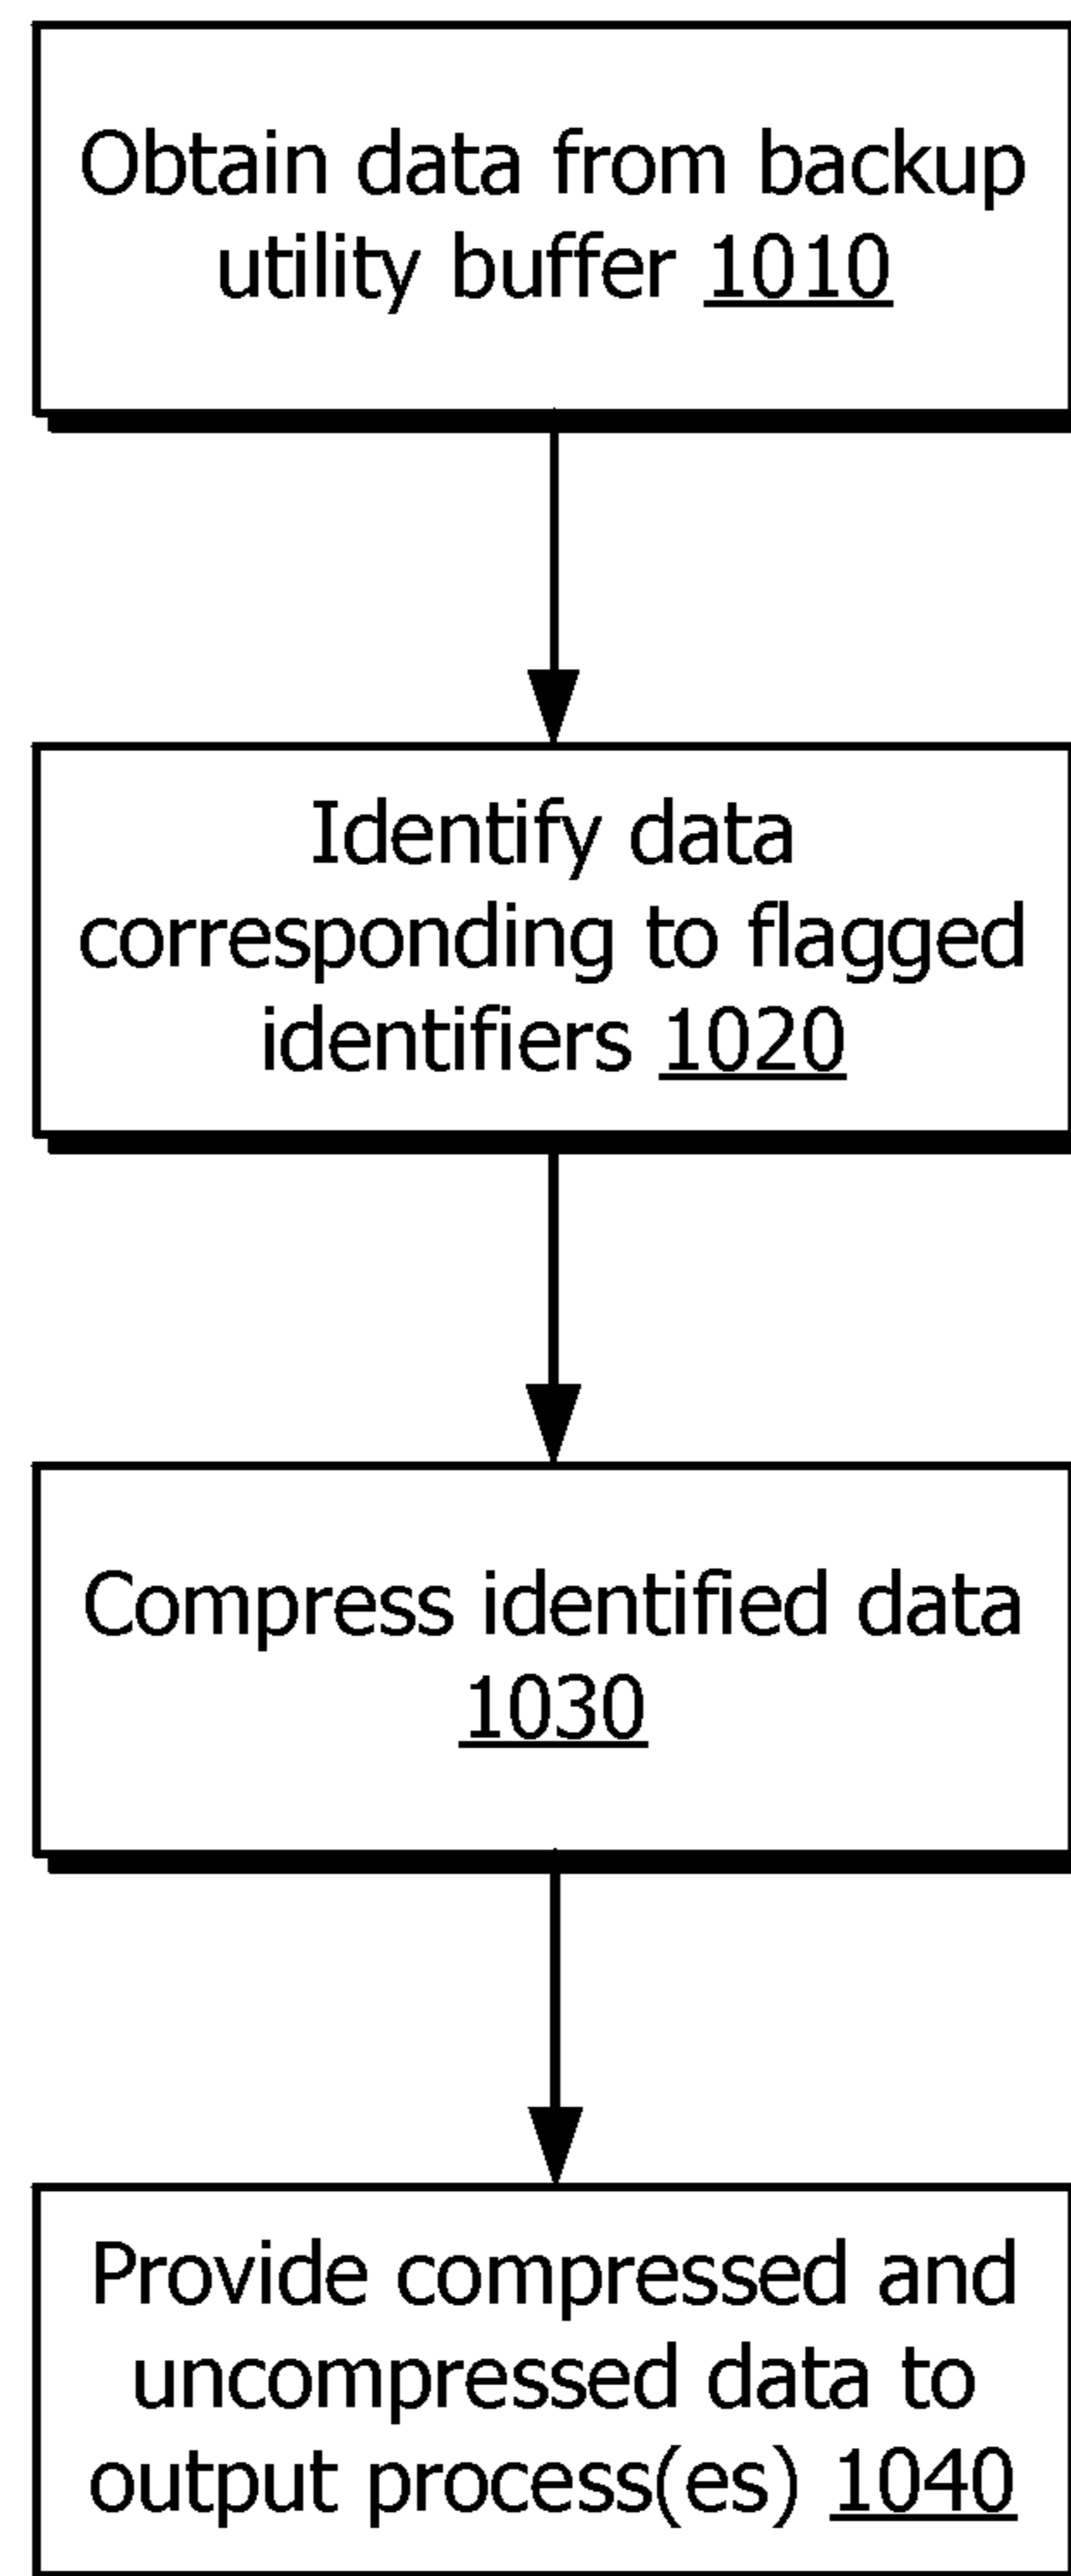 Obtain data from backup
utility buffer 1010
Identify data
corresponding to flagged
identifiers 1020
Compress identified data
1030
Provide compressed and
uncompressed data to
output process(es) 1040